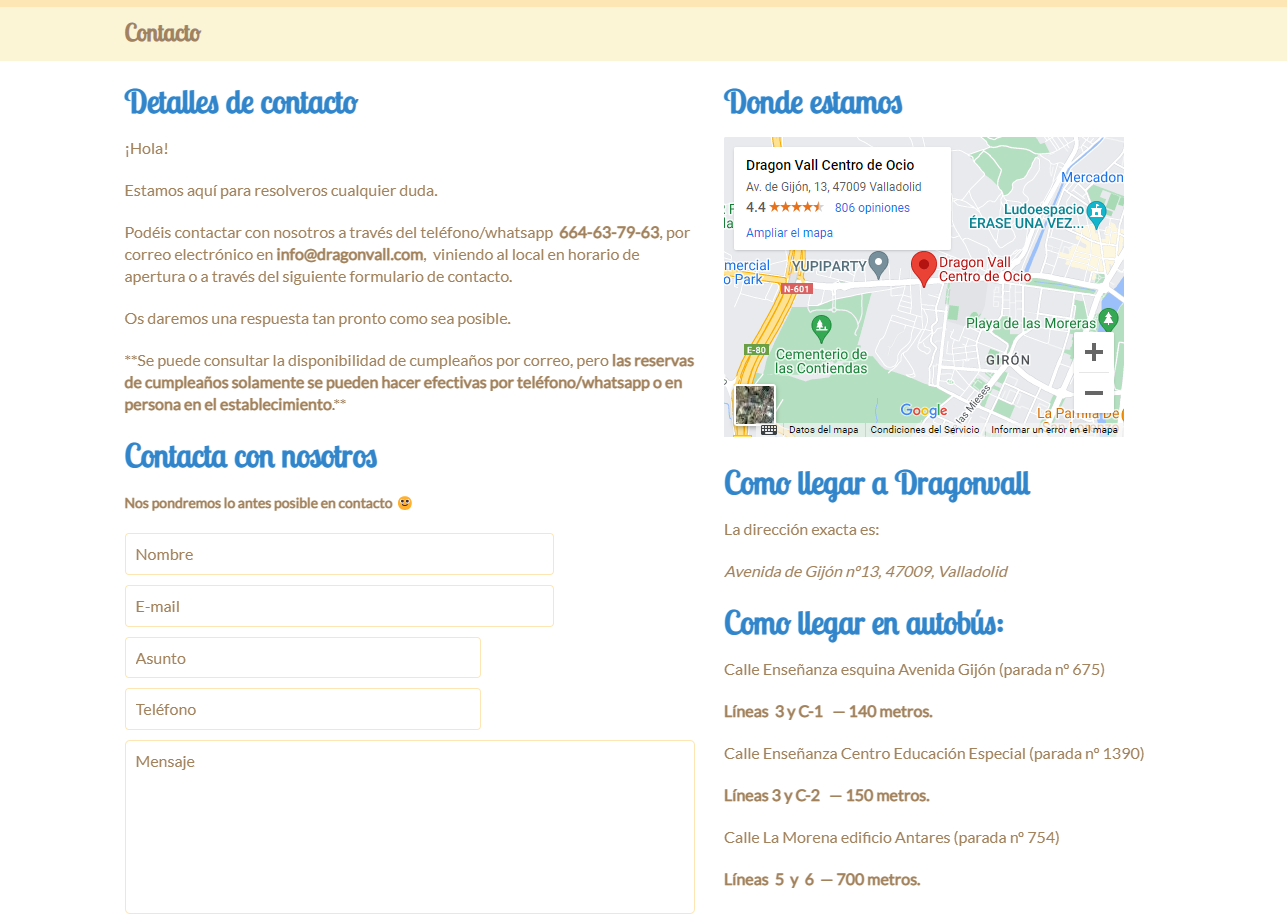 Contacto
Detalles de contacto
¡Hola!
Estamos aquí para resolveros cualquier duda.
Podéis contactar con nosotros a través del teléfono/whatsapp 664-63-79-63, por
correo electrónico en info@dragonvall.com, viniendo al local en horario de
apertura o a través del siguiente formulario de contacto.
Os daremos una respuesta tan pronto como sea posible.
**Se puede consultar la disponibilidad de cumpleaños por correo, pero las reservas
de cumpleaños solamente se pueden hacer efectivas por teléfono/whatsapp o en
persona en el establecimiento.**
Contacta con nosotros
Nos pondremos lo antes posible en contacto 🙂
Nombre
E-mail
Asunto
Teléfono
Mensaje
Donde estamos
Dragon Vall Centro de Ocio
Av. de Gijón, 13, 47009 Valladolid
4.4 806 opiniones
Ampliar el mapa
Mercadon
Ludoespacio
ÉRASE UNA VEZ...
mercial
o Park
YUPIPARTY
Dragon Vall
Centro de Ocio
N-601
Playa de las Moreras
E-80
Cementerio de
las Contiendas
GIRÓN
las Mieses
Google
La Parrilla De
Datos del mapa
Condiciones del Servicio
Informar un error en el mapa
Como llegar a Dragonvall
La dirección exacta es:
Avenida de Gijón nº13, 47009, Valladolid
Como llegar en autobús:
Calle Enseñanza esquina Avenida Gijón (parada nº 675)
Líneas 3 y C-1 — 140 metros.
Calle Enseñanza Centro Educación Especial (parada nº 1390)
Líneas 3 y C-2 — 150 metros.
Calle La Morena edificio Antares (parada nº 754)
Líneas 5 y 6 — 700 metros.